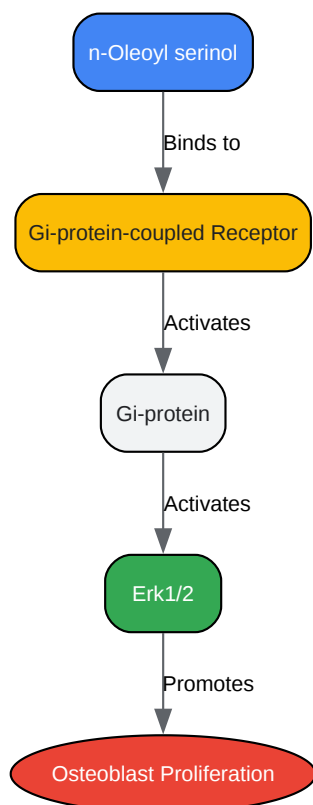 n-Oleoyl serinol
Binds to
Gi-protein-coupled Receptor
Activates
Gi-protein
Activates
Erk1/2
Promotes
Osteoblast Proliferation